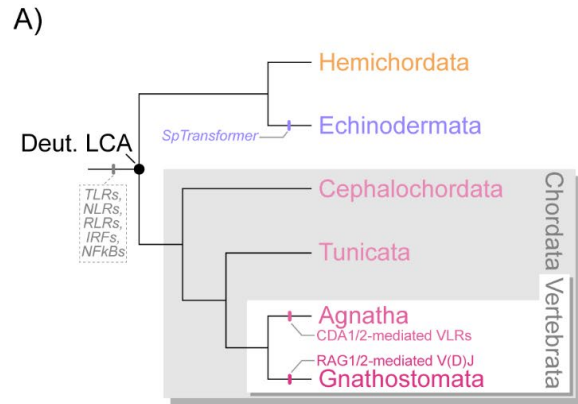 A)
Hemichordata
SpTransformer
Echinodermata
Deut. LCA
TLRs,
NLRs,
RLRs,
IRFs,
NFkBs
Cephalochordata
Chordata
Tunicata
Vertebrata
Agnatha
CDA1/2-mediated VLRs
RAG1/2-mediated V(D)J
Gnathostomata